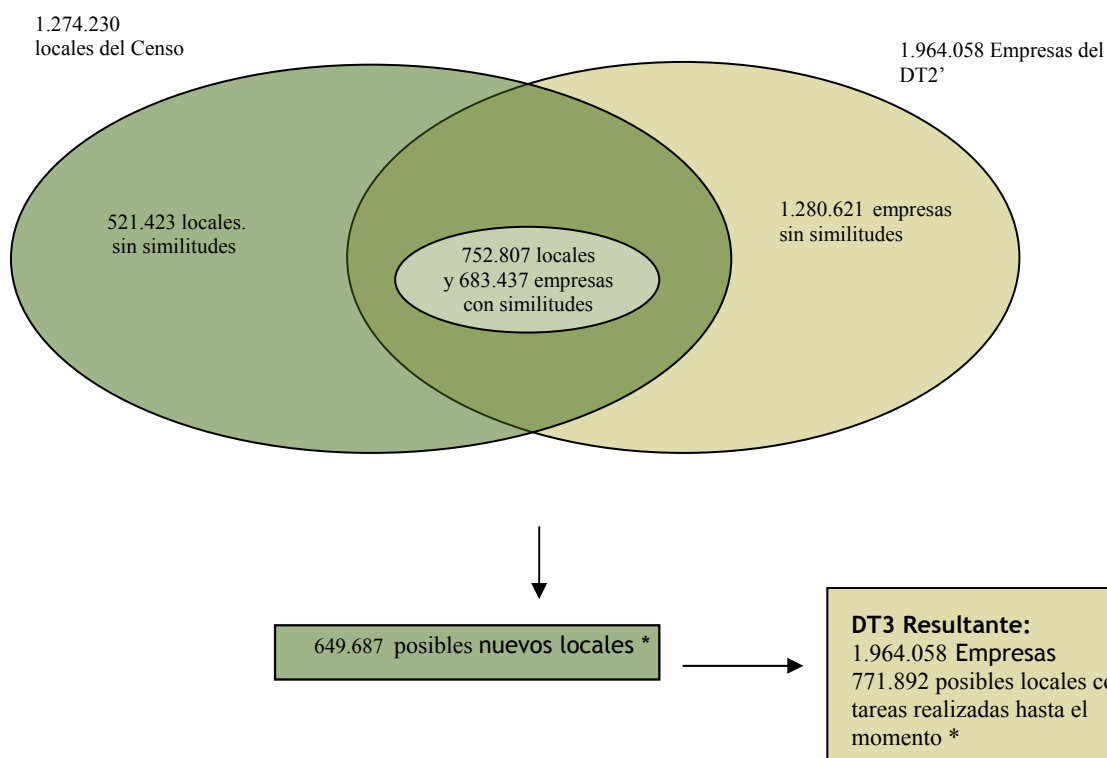 1.274.230
locales del Censo
1.964.058 Empresas del
DT2’
521.423 locales.
sin similitudes
1.280.621 empresas
sin similitudes
752.807 locales
y 683.437 empresas
con similitudes
649.687 posibles nuevos locales *
DT3 Resultante:
1.964.058 Empresas
771.892 posibles locales
tareas realizadas hasta el
momento *